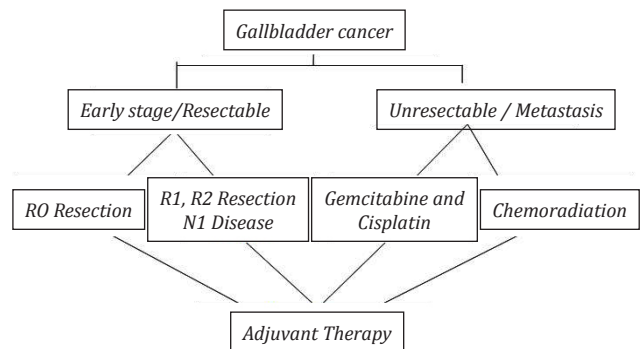 Gallbladder cancer
Early stage/Resectable
Unresectable / Metastasis
RO Resection
R1, R2 Resection
N1 Disease
Gemcitabine and
Cisplatin
Chemoradiation
Adjuvant Therapy